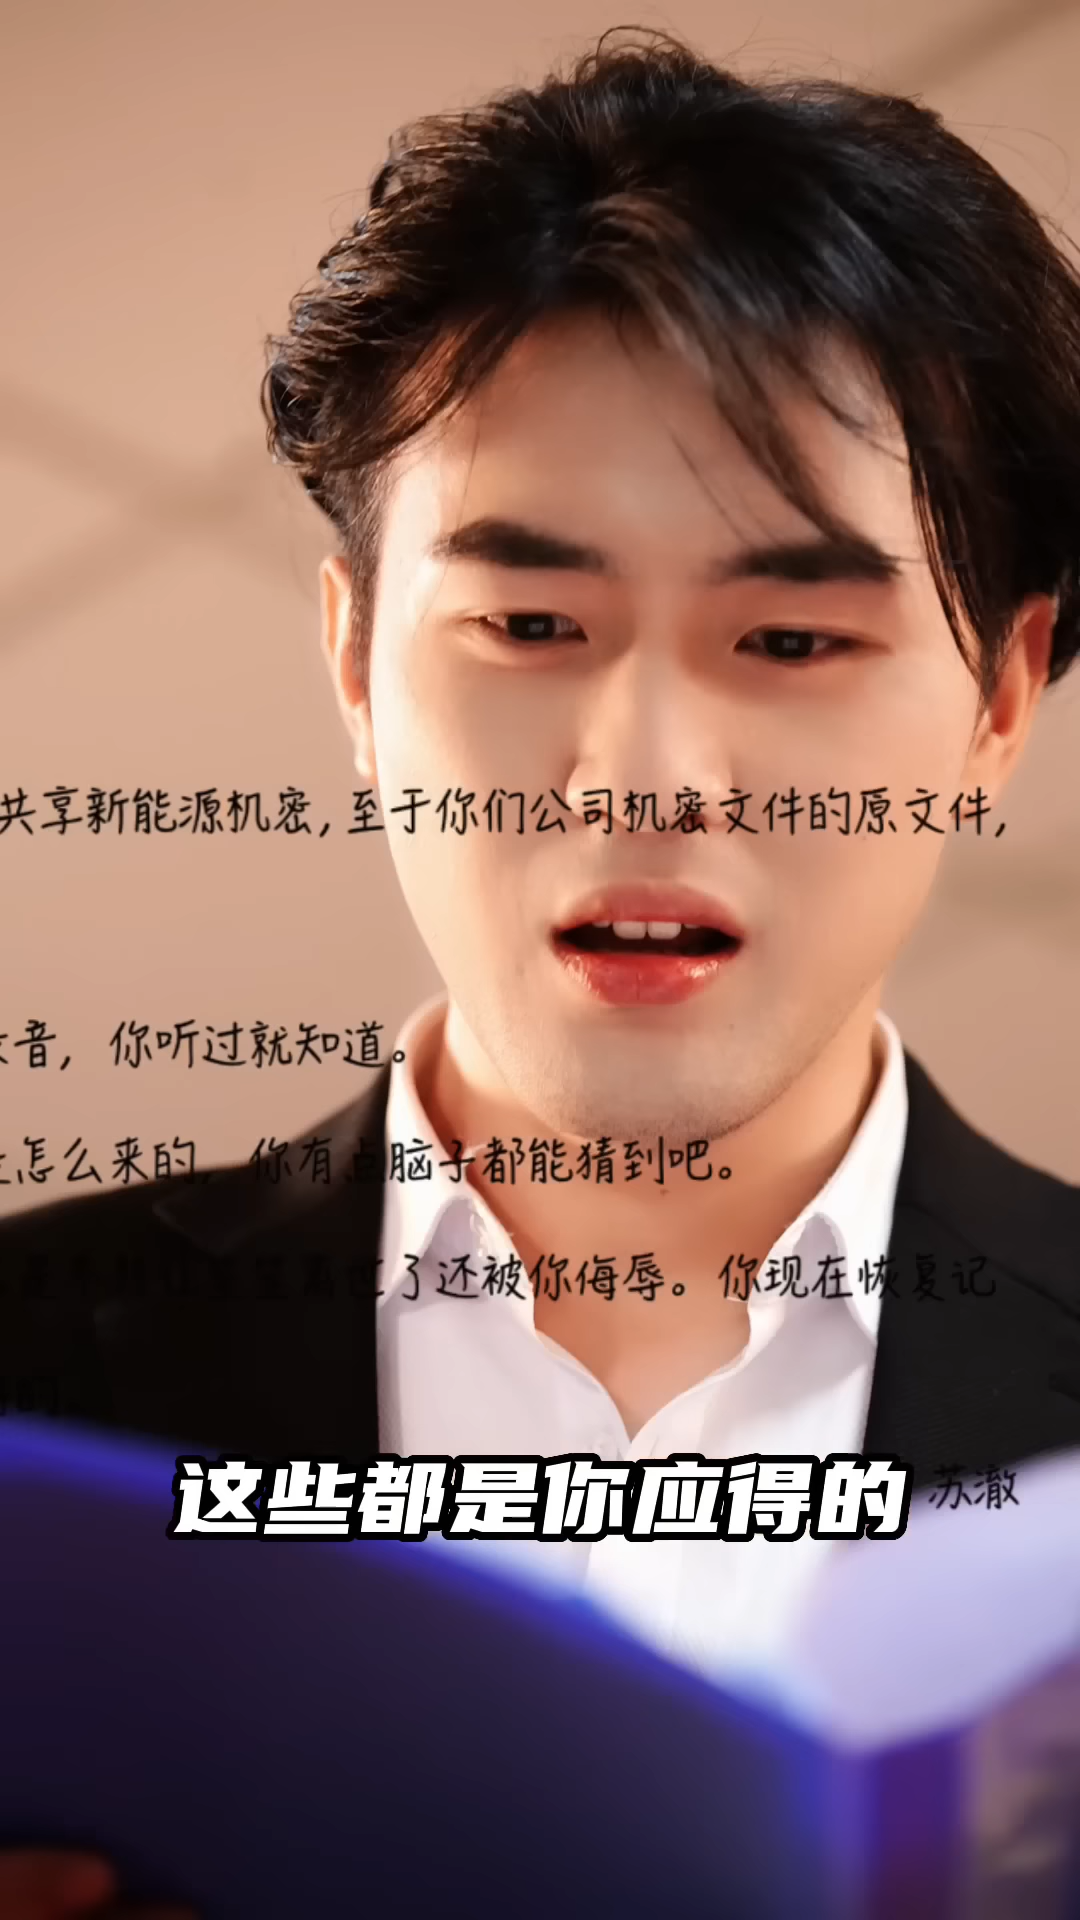 共享新能源机密,至于你们公司机密文件的原文件,
音，你听过就知道。
怎么来的，你有点脑子都能猜到吧。
了还被你侮辱。你现在恢复记
的。
这些都是你应得的
苏澈